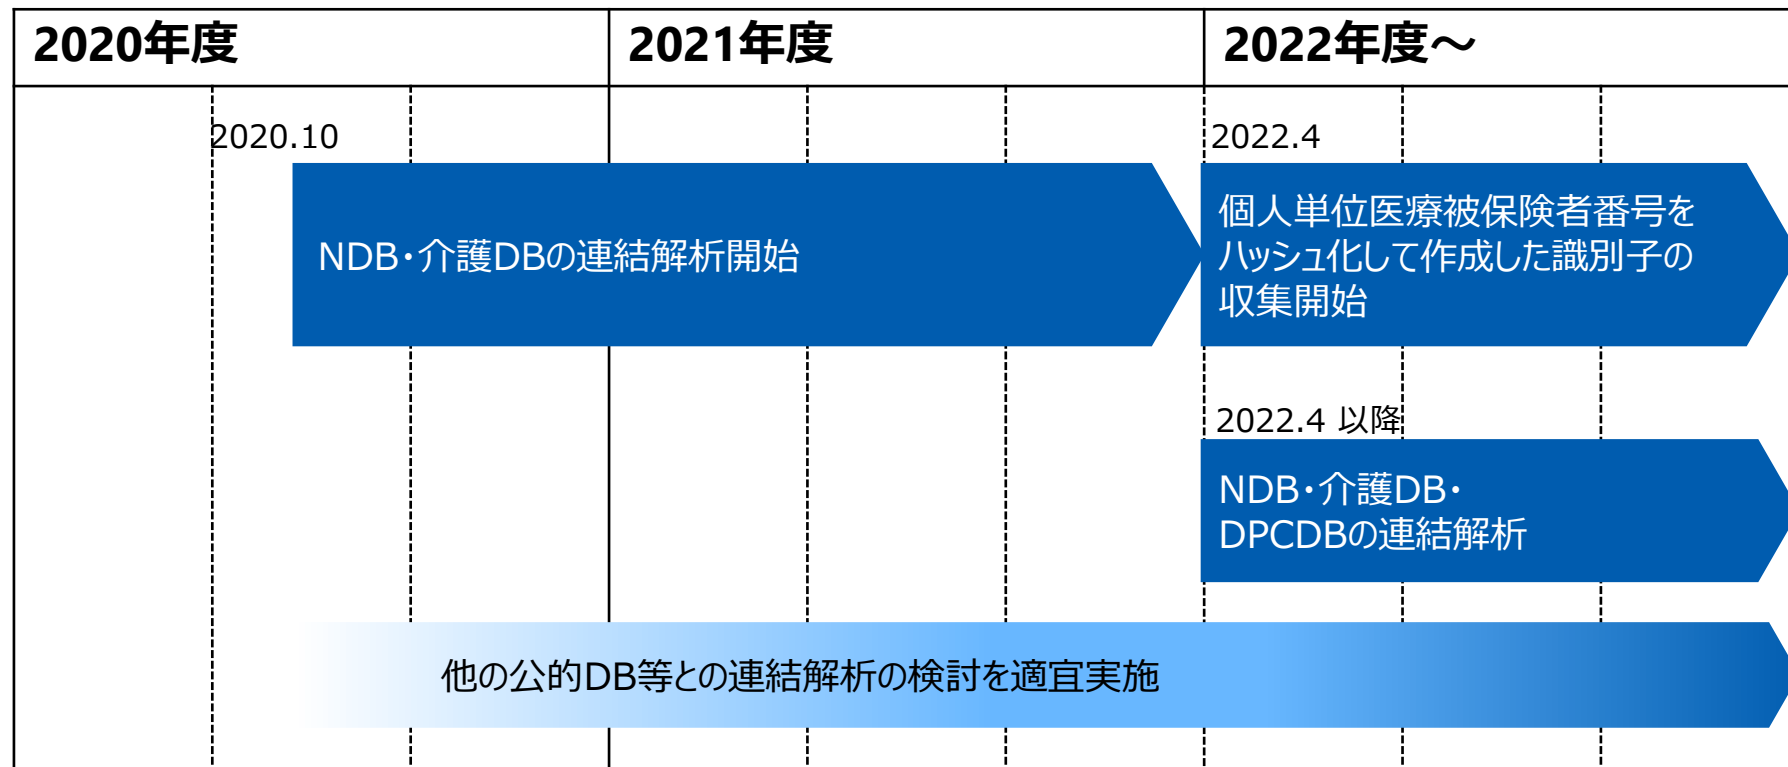 2020年度
2021年度
2022年度～
2020.10
2022.4
NDB・介護DBの連結解析開始
個人単位医療被保険者番号を
ハッシュ化して作成した識別子の
収集開始
2022.4 以降
NDB・介護DB・
DPCDBの連結解析
他の公的DB等との連結解析の検討を適宜実施